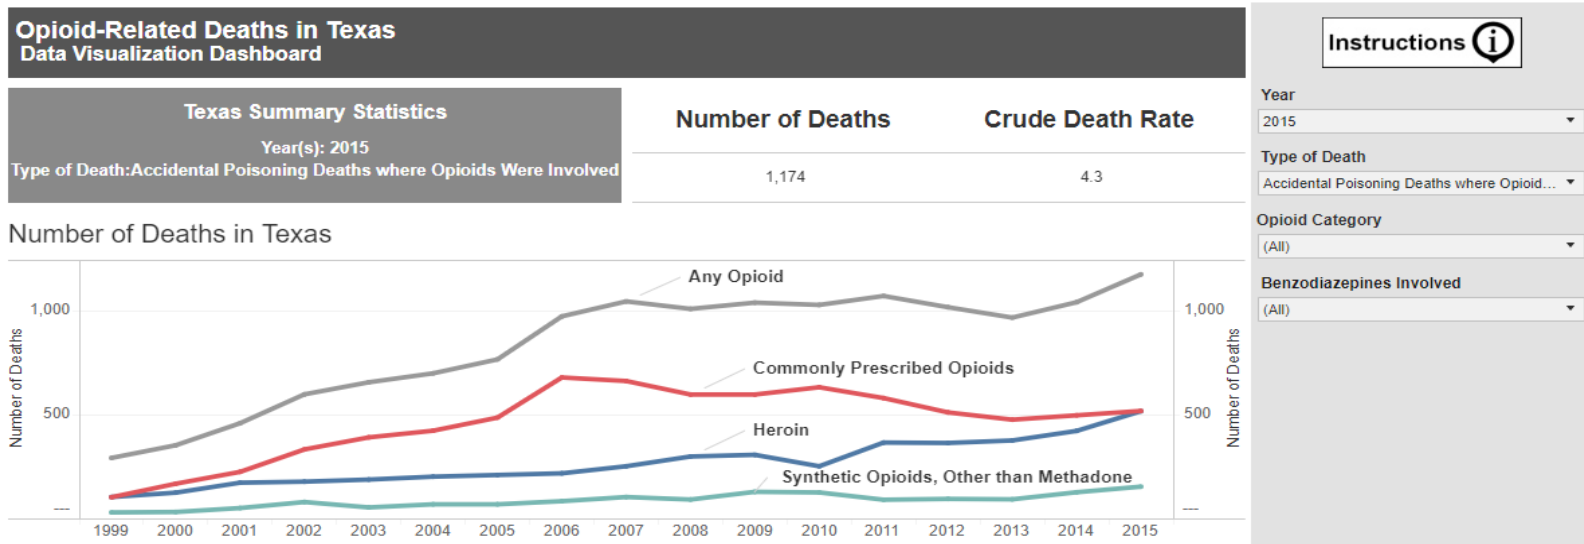 Opioid-Related Deaths in Texas
Data Visualization Dashboard
Instructions i
Texas Summary Statistics
Year(s): 2015
Type of Death:Accidental Poisoning Deaths where Opioids Were Involved
Number of Deaths Crude Death Rate
1,174 4.3
Year
2015
Type of Death
Accidental Poisoning Deaths where Opioid...
Opioid Category
(All)
Benzodiazepines Involved
(All)
Number of Deaths in Texas
Any Opioid
1,000 1,000
Commonly Prescribed Opioids
500 500
Heroin
Synthetic Opioids, Other than Methadone
Number of Deaths
Number of Deaths
--- ---
1999 2000 2001 2002 2003 2004 2005 2006 2007 2008 2009 2010 2011 2012 2013 2014 2015